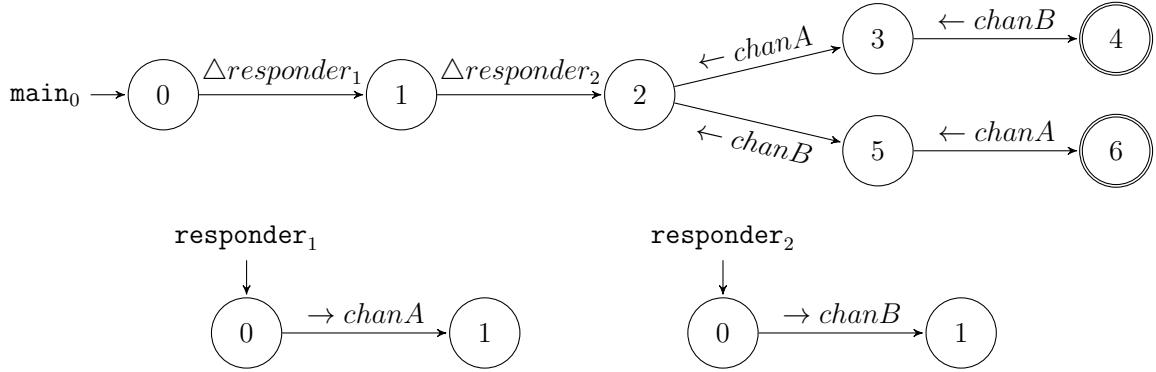 ← chanA
3
← chanB
4
main₀
0
△responder₁
1
△responder₂
2
← chanB
5
← chanA
6
responder₁
0
→ chanA
1
responder₂
0
→ chanB
1